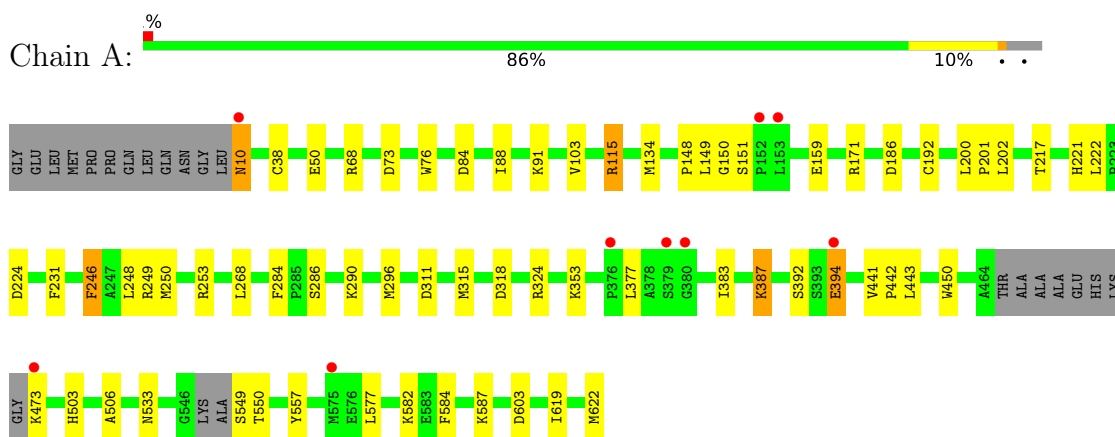 .%
Chain A:
86% 10% • •
GLY GLU LEU MET PRO PRO GLN LEU GLN ASN GLY LEU N10 C38 E50 R68 D73 W76 D84 I88 K91 V103 R115 M134 P148 L149 G150 S151 P152 L153 E159 R171 D186 C192 L200 P201 L202 T217 H221 L222
D224 F231 F246 A247 L248 R249 M250 R253 L268 F284 P285 S286 K290 M296 D311 M315 D318 R324 K353 P376 L377 A378 S379 G380 I383 K387 S392 S393 E394 V441 P442 L443 W450 A464 THR ALA ALA ALA GLU HIS
GLY K473 H503 A506 N533 G546 LYS ALA S549 T550 Y557 M575 E576 L577 K582 E583 F584 K587 D603 I619 M622